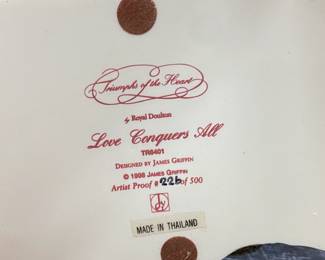 Triumphs of the Heart
by Royal Doulton
Love Conquers All
TR8401
DESIGNED BY JAMES GRIFFIN
© 1998 JAMES GRIFFIN
Artist Proof # 226 of 500
MADE IN THAILAND